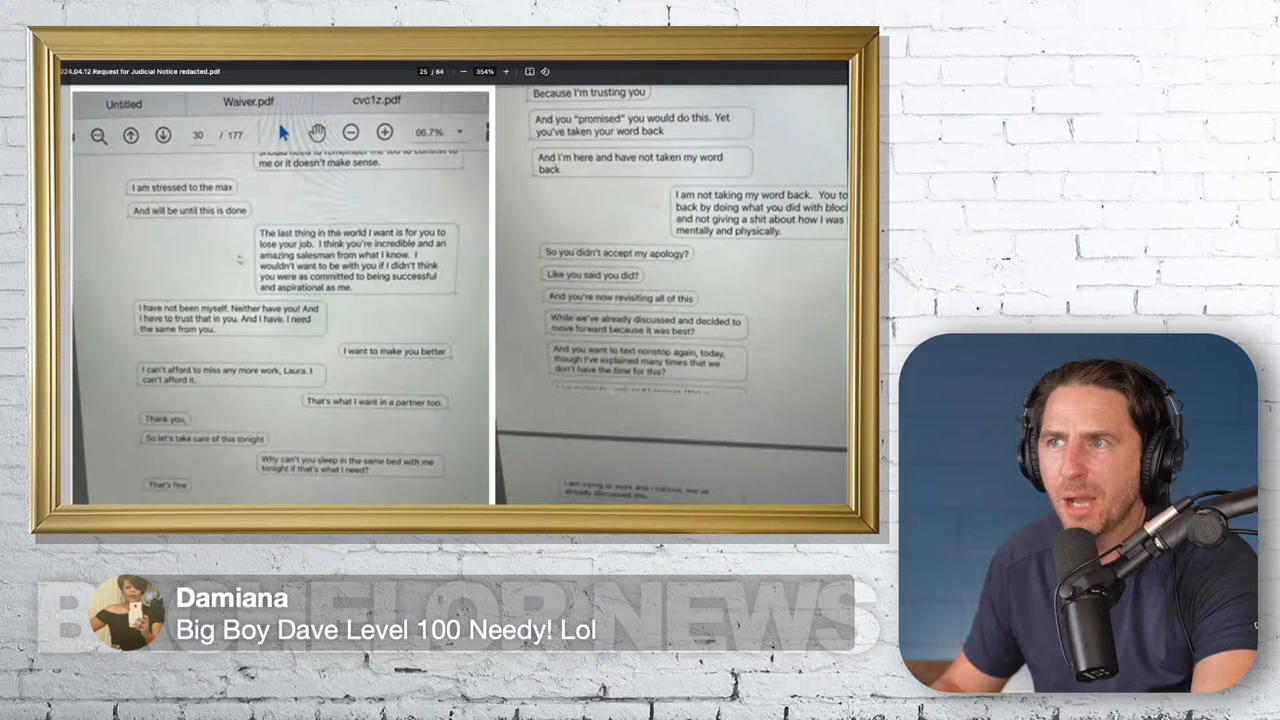 024.04.12 Request for Judicial Notice redacted.pdf
25 / 84
354%
Untitled
Waiver.pdf
cvc1z.pdf
30 / 177
66.7%
me or it doesn't make sense.
I am stressed to the max
And will be until this is done
The last thing in the world I want is for you to
lose your job. I think you're incredible and an
amazing salesman from what I know. I
wouldn't want to be with you if I didn't think
you were as committed to being successful
and aspirational as me.
I have not been myself. Neither have you! And
I have to trust that in you. And I have. I need
the same from you.
I want to make you better
I can't afford to miss any more work, Laura. I
can't afford it.
That's what I want in a partner too.
Thank you,
So let's take care of this tonight
Why can't you sleep in the same bed with me
tonight if that's what I need?
That's fine
Because I'm trusting you
And you “promised” you would do this. Yet
you've taken your word back
And I'm here and have not taken my word
back
I am not taking my word back. You to
back by doing what you did with bloc
and not giving a shit about how I was
mentally and physically.
So you didn't accept my apology?
Like you said you did?
And you're now revisiting all of this
While we've already discussed and decided to
move forward because it was best?
And you want to text nonstop again, today,
though I've explained many times that we
don't have the time for this?
I am trying to work and I cannot. We've
already discussed this.
BACHELOR NEWS
Damiana
Big Boy Dave Level 100 Needy! Lol